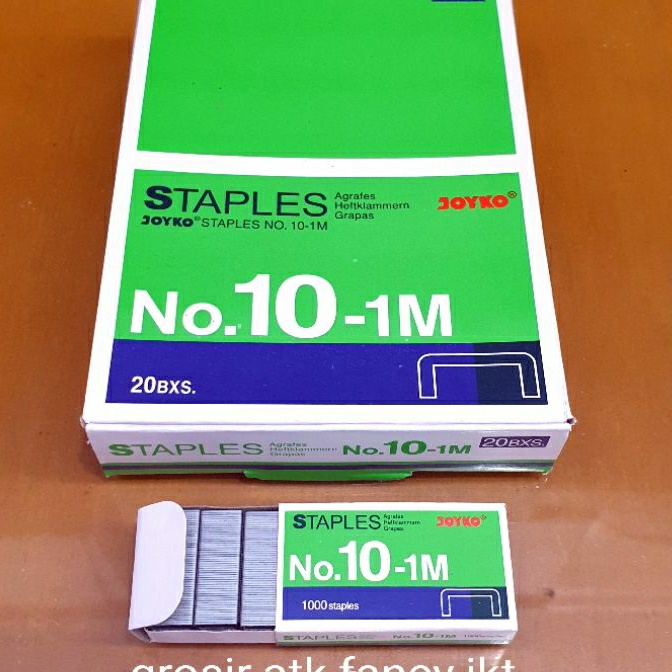 STAPLES Agrafes
Heftklammern
Grapas
JOYKO®
JOYKO® STAPLES NO. 10-1M
No.10-1M
20BXS.
STAPLES Agrafes
Heftklammern
Grapas
No.10-1M 20BXS.
STAPLES Agrafes
Heftklammern
Grapas
JOYKO®
No.10-1M
1000 staples
STAPLES No.10-1M
grosir atk fancy jkt